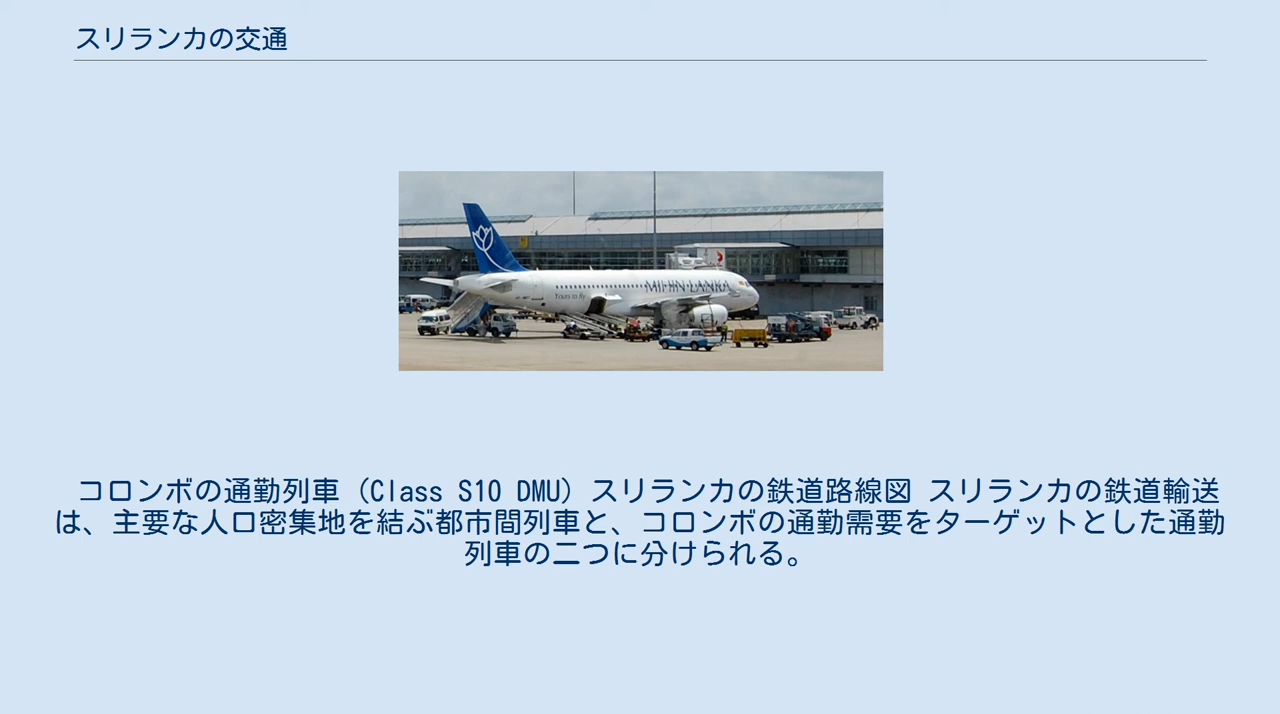 スリランカの交通
MIHIN LANKA
Yours to fly
コロンボの通勤列車（Class S10 DMU）スリランカの鉄道路線図 スリランカの鉄道輸送
は、主要な人口密集地を結ぶ都市間列車と、コロンボの通勤需要をターゲットとした通勤
列車の二つに分けられる。